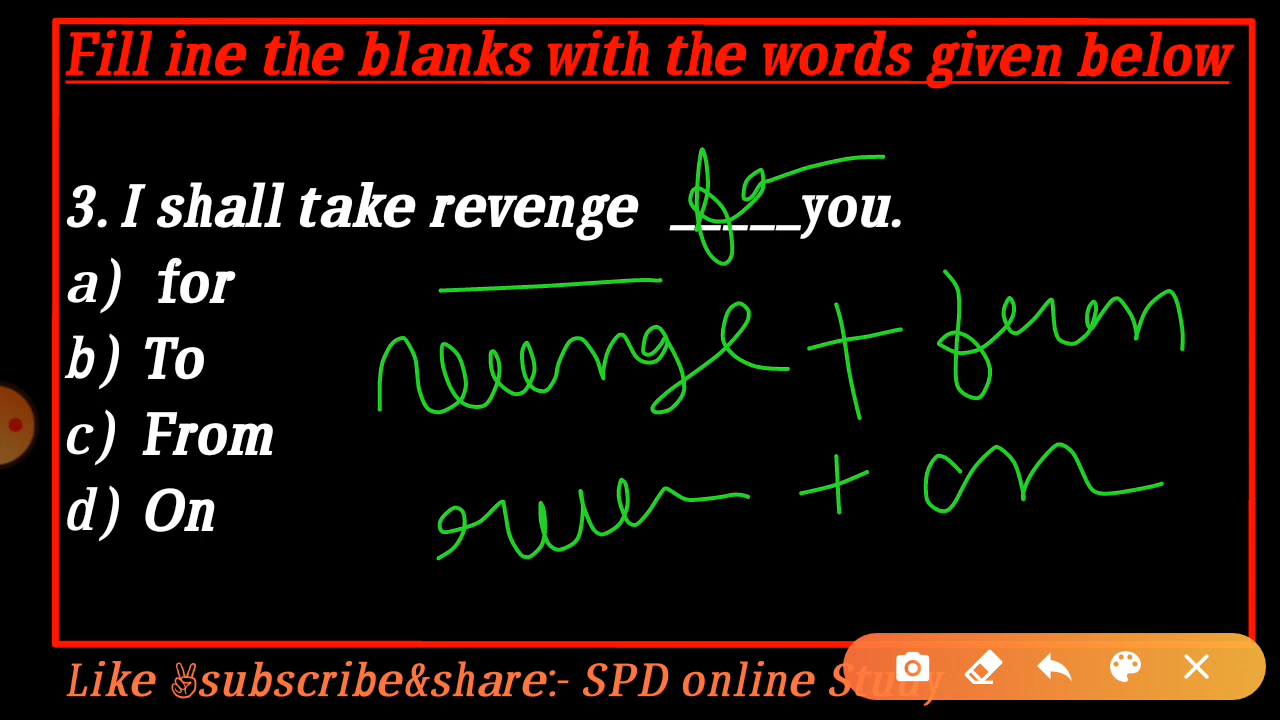 Fill ine the blanks with the words given below
3. I shall take revenge _____you.
a) for
b) To
c) From
d) On
revenge + from
+ on
Like ✌subscribe&share:- SPD online Study